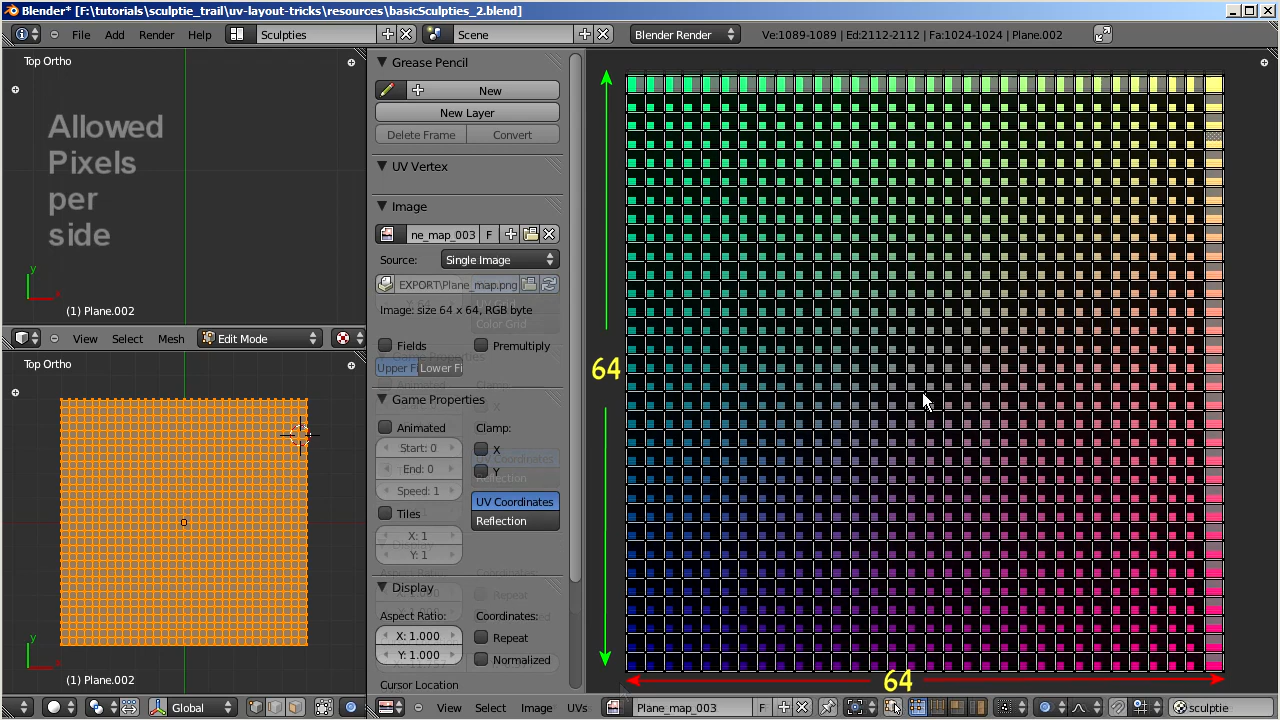 Blender* [F:\tutorials\sculptie_trail\uv-layout-tricks\resources\basicSculpties_2.blend]
File Add Render Help Sculpties Scene Blender Render Ve:1089-1089 | Ed:2112-2112 | Fa:1024-1024 | Plane.002
Top Ortho
Allowed
Pixels
per
side
y
x
(1) Plane.002
View Select Mesh Edit Mode
Top Ortho
y
x
(1) Plane.002
Global
Grease Pencil
New
New Layer
Delete Frame Convert
UV Vertex
Image
ne_map_003 F
Source: Single Image
EXPORT\Plane_map.png
Image: size 64 x 64, RGB byte
Color Grid
Fields Premultiply
Upper Fi Lower Fi
Game Properties
Animated Clamp:
Start: 0 X
End: 0 Y
Speed: 1
UV Coordinates
Tiles Reflection
X: 1
Y: 1
Display
Aspect Ratio: Coordinates:
X: 1.000 Repeat
Y: 1.000 Normalized
Cursor Location
64
64
View Select Image UVs Plane_map_003 F sculptie